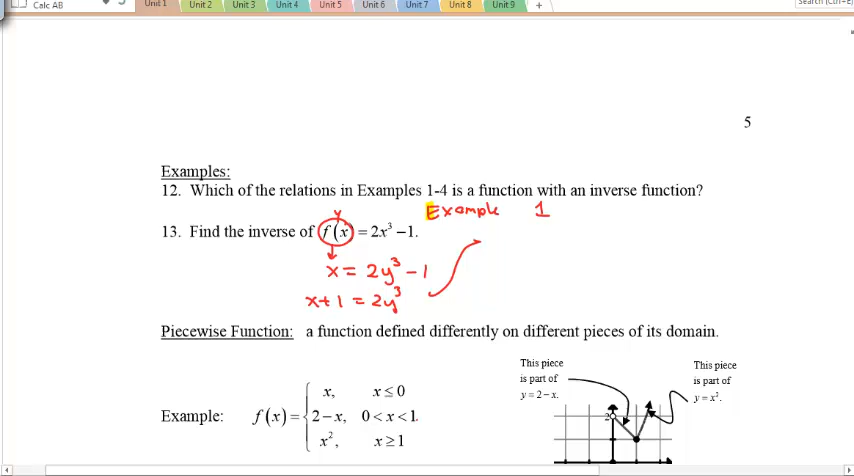 Calc AB Unit 1 Unit 2 Unit 3 Unit 4 Unit 5 Unit 6 Unit 7 Unit 8 Unit 9 + Search (Ctrl+E)
5
Examples:
12. Which of the relations in Examples 1-4 is a function with an inverse function?
Example 1
y
13. Find the inverse of f(x) = 2x³ − 1.
x = 2y³ − 1
x + 1 = 2y³
Piecewise Function: a function defined differently on different pieces of its domain.
This piece
is part of
y = 2 − x.
This piece
is part of
y = x².
x, x ≤ 0
Example: f(x) = { 2 − x, 0 < x < 1.
x², x ≥ 1
2